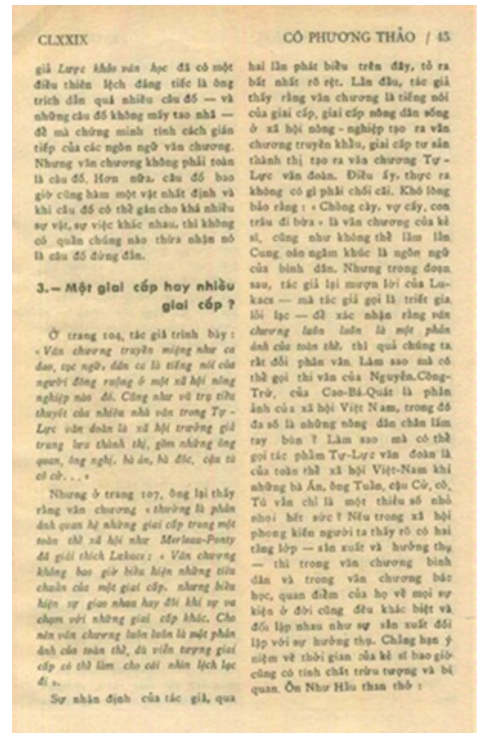 CLXXIX
CÔ PHƯƠNG THẢO / 45
giả Lược khảo văn học đã có một
điều thiên lệch đáng tiếc là ông
trích dẫn quá nhiều câu đố — và
những câu đố không mấy tao nhã —
để mà chứng minh tính cách gián
tiếp của các ngôn ngữ văn chương.
Nhưng văn chương không phải toàn
là câu đố. Hơn nữa, câu đố bao
giờ cũng hàm một vật nhất định và
khi câu đố có thể gán cho khá nhiều
sự vật, sự việc khác nhau, thì không
có quần chúng nào thừa nhận nó
là câu đố đứng đắn.
3.— Một giai cấp hay nhiều
giai cấp ?
Ở trang 104, tác giả trình bày :
« Văn chương truyền miệng như ca
dao, tục ngữ, dân ca là tiếng nói của
người đồng ruộng ở một xã hội nông
nghiệp nào đó. Cũng như vũ trụ tiểu
thuyết của nhiều nhà văn trong Tự -
Lực văn đoàn là xã hội trưởng giả
trung lưu thành thị, gồm những ông
quan, ông nghị, bà án, bà đốc, cậu tú
cô cử. . . »
Nhưng ở trang 107, ông lại thấy
rằng văn chương « thường là phản
ánh quan hệ những giai cấp trong một
toàn thể xã hội như Merleau-Ponty
đã giải thích Lukacs : « Văn chương
không bao giờ biểu hiện những tiêu
chuẩn của một giai cấp, nhưng biểu
hiện sự giao nhau hay đôi khi sự va
chạm với những giai cấp khác. Cho
nên văn chương luôn luôn là một phản
ánh của toàn thể, dù viễn tượng giai
cấp có thể làm cho cái nhìn lệch lạc
đi ».
Sự nhận định của tác giả, qua
hai lần phát biểu trên đây, tỏ ra
bất nhất rõ rệt. Lần đầu, tác giả
thấy rằng văn chương là tiếng nói
của giai cấp, giai cấp nông dân sống
ở xã hội nông - nghiệp tạo ra văn
chương truyền khẩu, giai cấp tư sản
thành thị tạo ra văn chương Tự -
Lực văn đoàn. Điều ấy, thực ra
không có gì phải chối cãi. Khó lòng
bảo rằng : « Chồng cày, vợ cấy, con
trâu đi bừa » là văn chương của kẻ
sĩ, cũng như không thể lầm lẫn
Cung oán ngâm khúc là ngôn ngữ
của bình dân. Nhưng trong đoạn
sau, tác giả lại mượn lời của Lu-
kacs — mà tác giả gọi là triết gia
lỗi lạc — để xác nhận rằng văn
chương luôn luôn là một phản
ánh của toàn thể, thì quả chúng ta
rất đỗi phân vân. Làm sao mà có
thể gọi thi văn của Nguyễn-Công-
Trứ, của Cao-Bá-Quát là phản
ảnh của xã hội Việt Nam, trong đó
đa số là những nông dân chân lấm
tay bùn ? Làm sao mà có thể
gọi tác phẩm Tự-Lực văn đoàn là
của toàn thể xã hội Việt-Nam khi
những bà Án, ông Tuần, cậu Cử, cô,
Tú vẫn chỉ là một thiểu số nhỏ
nhoi hết sức ? Nếu trong xã hội
phong kiến người ta thấy rõ có hai
tầng lớp — sản xuất và hưởng thụ
— thì trong văn chương bình
dân và trong văn chương bác
học, quan điểm của họ về mọi sự
kiện ở đời cũng đều khác biệt và
đối lập nhau như sự sản xuất đối
lập với sự hưởng thụ. Chẳng hạn ý
niệm về thời gian của kẻ sĩ bao giờ
cũng có tính chất trừu tượng và bi
quan. Ôn Như Hầu than thở :